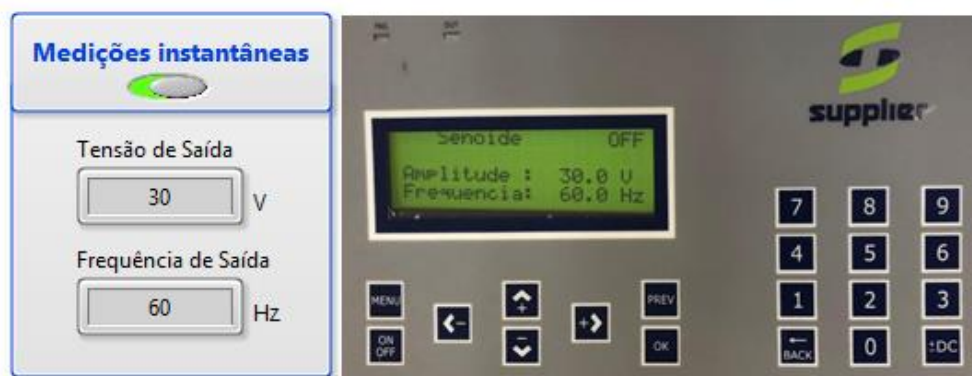 Medições instantâneas
Tensão de Saída
30 V
Frequência de Saída
60 Hz
supplier
Senoide OFF
Amplitude : 30.0 V
Frequencia: 60.0 Hz
7 8 9
4 5 6
1 2 3
BACK 0 ±DC
MENU PREV
ON OFF OK